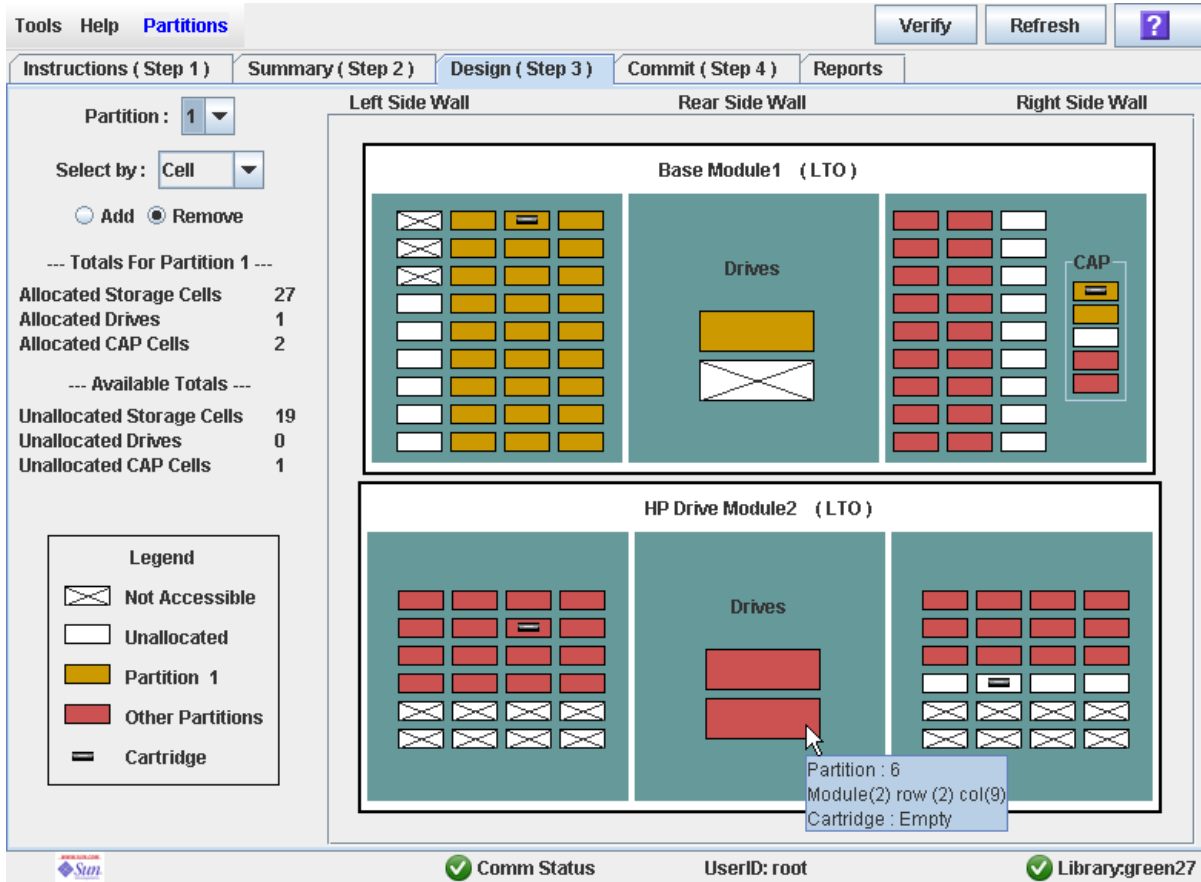 Tools Help Partitions Verify Refresh ?
Instructions ( Step 1 ) Summary ( Step 2 ) Design ( Step 3 ) Commit ( Step 4 ) Reports
Partition : 1
Select by : Cell
Add Remove
--- Totals For Partition 1 ---
Allocated Storage Cells 27
Allocated Drives 1
Allocated CAP Cells 2
--- Available Totals ---
Unallocated Storage Cells 19
Unallocated Drives 0
Unallocated CAP Cells 1
Legend
Not Accessible
Unallocated
Partition 1
Other Partitions
Cartridge
Left Side Wall Rear Side Wall Right Side Wall
Base Module1 ( LTO )
Drives
CAP
HP Drive Module2 ( LTO )
Drives
Partition : 6
Module(2) row (2) col(9)
Cartridge : Empty
Sun Comm Status UserID: root Library:green27